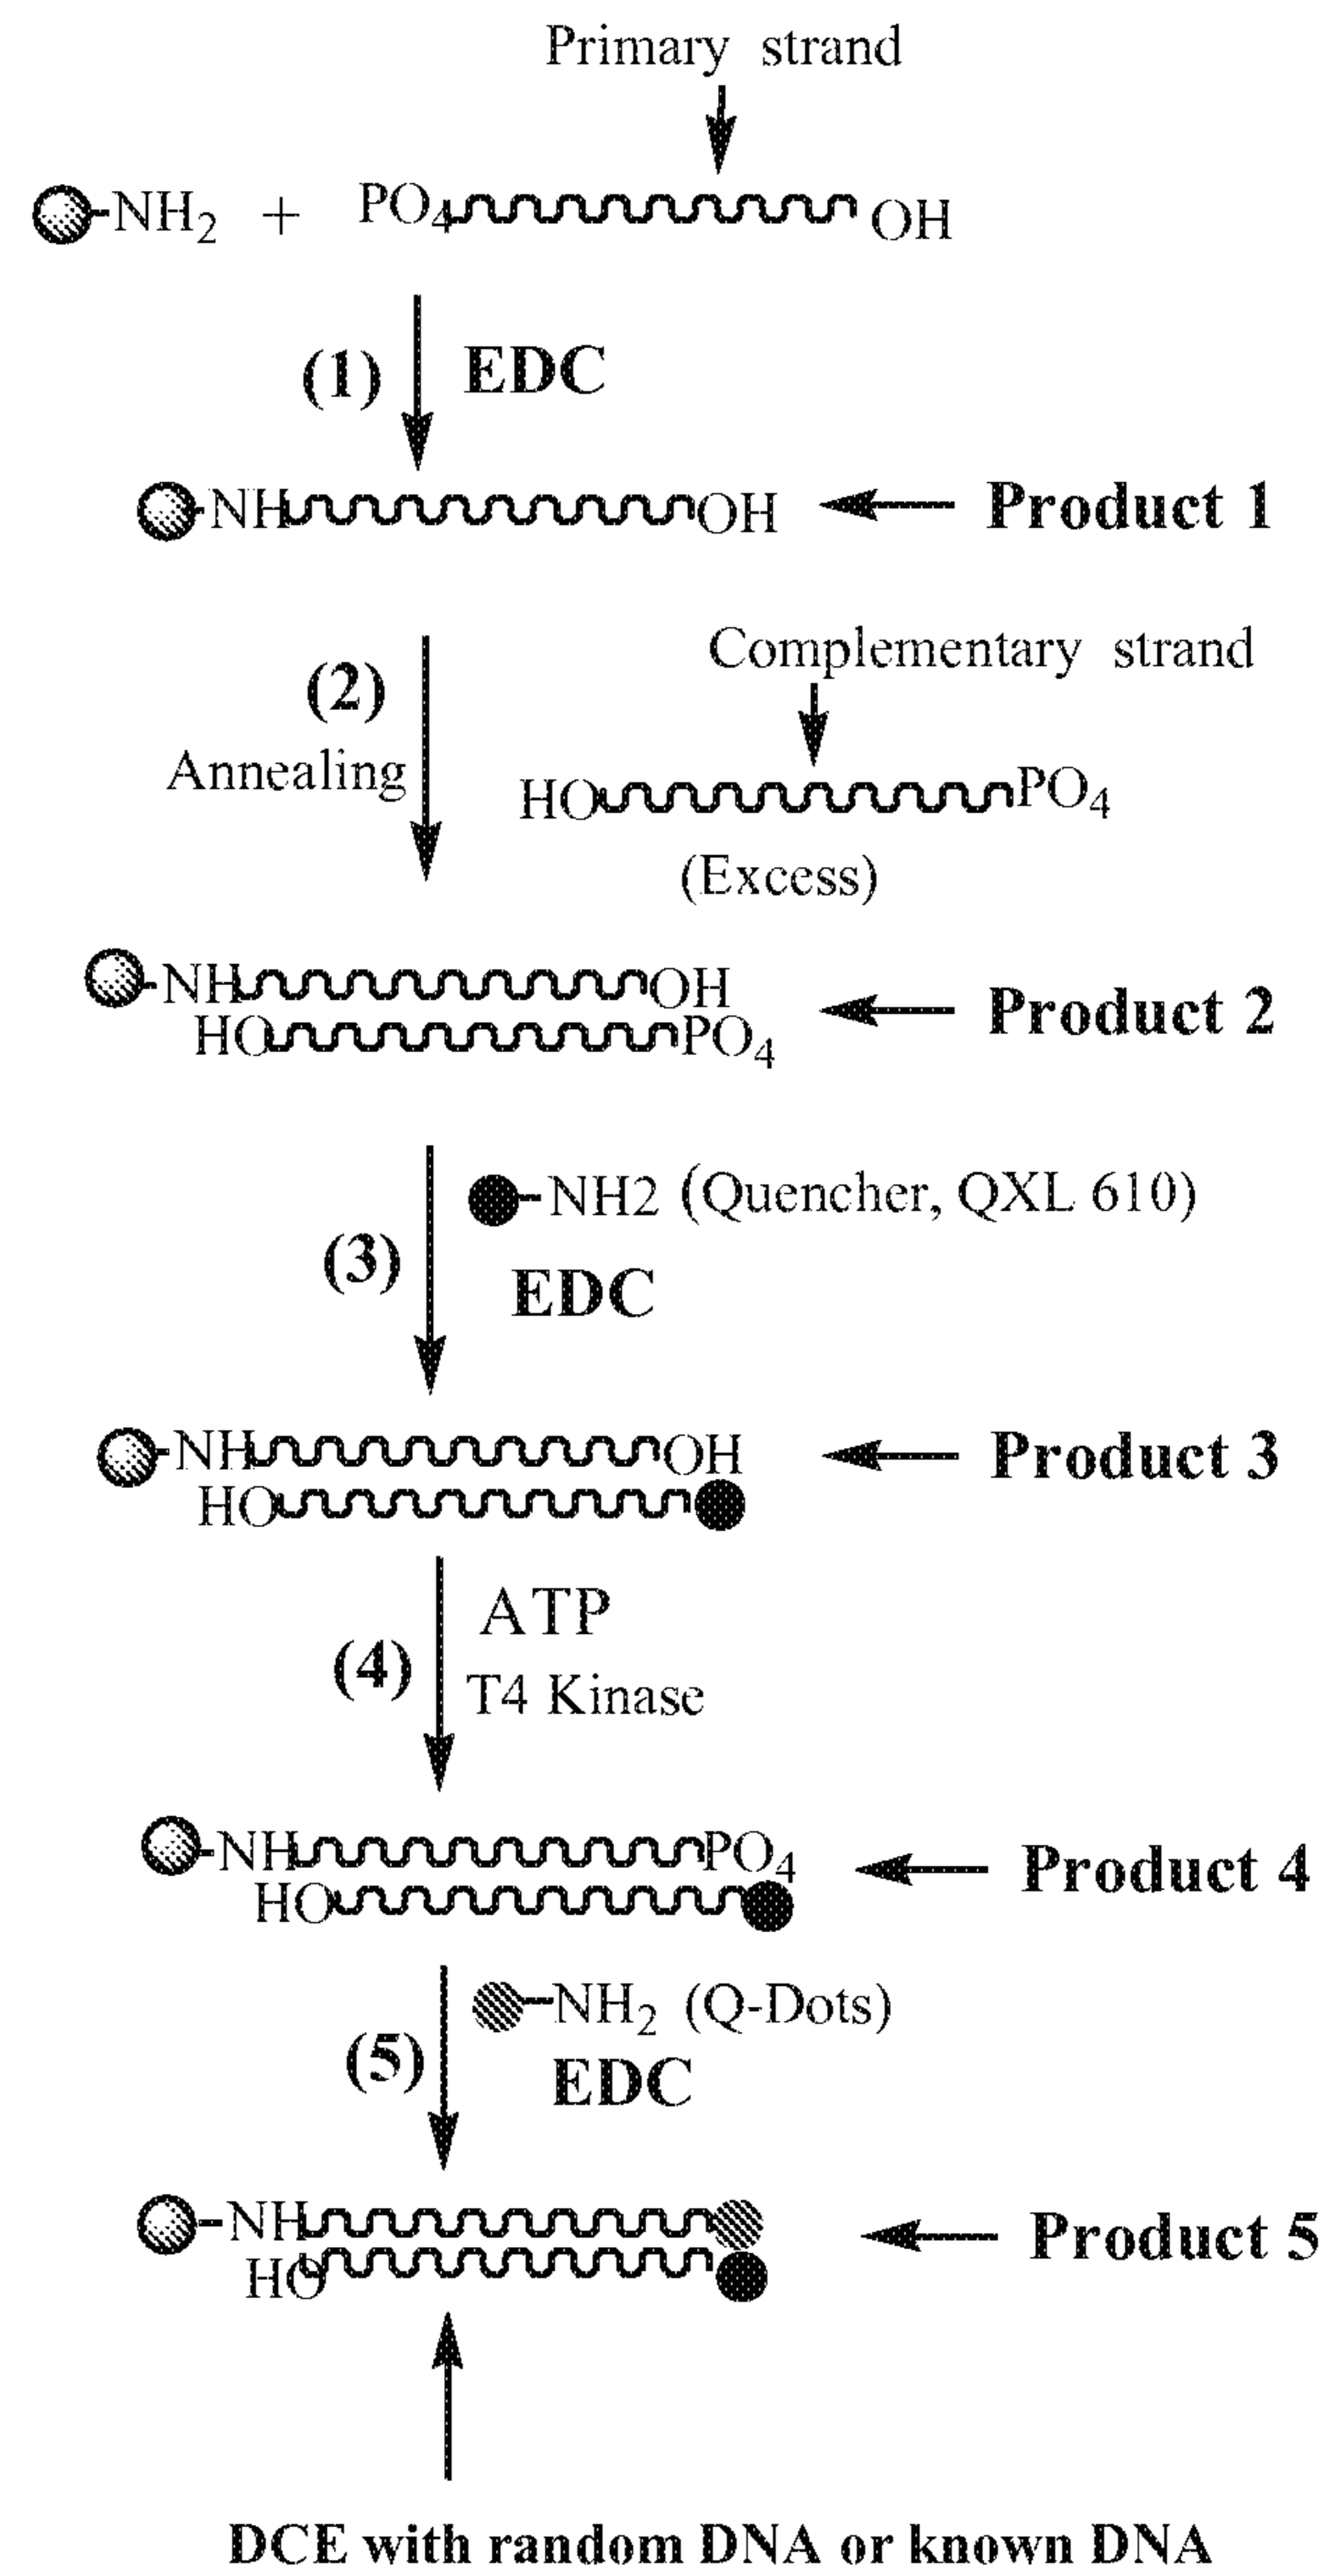 Primary strand
-NH2 + PO4 OH
(1) EDC
-NH OH Product 1
Complementary strand
(2)
Annealing
HO PO4
(Excess)
-NH OH
HO PO4
Product 2
-NH2 (Quencher, QXL 610)
(3)
EDC
-NH OH
HO
Product 3
ATP
(4)
T4 Kinase
-NH PO4
HO
Product 4
-NH2 (Q-Dots)
(5)
EDC
-NH
HO
Product 5
DCE with random DNA or known DNA